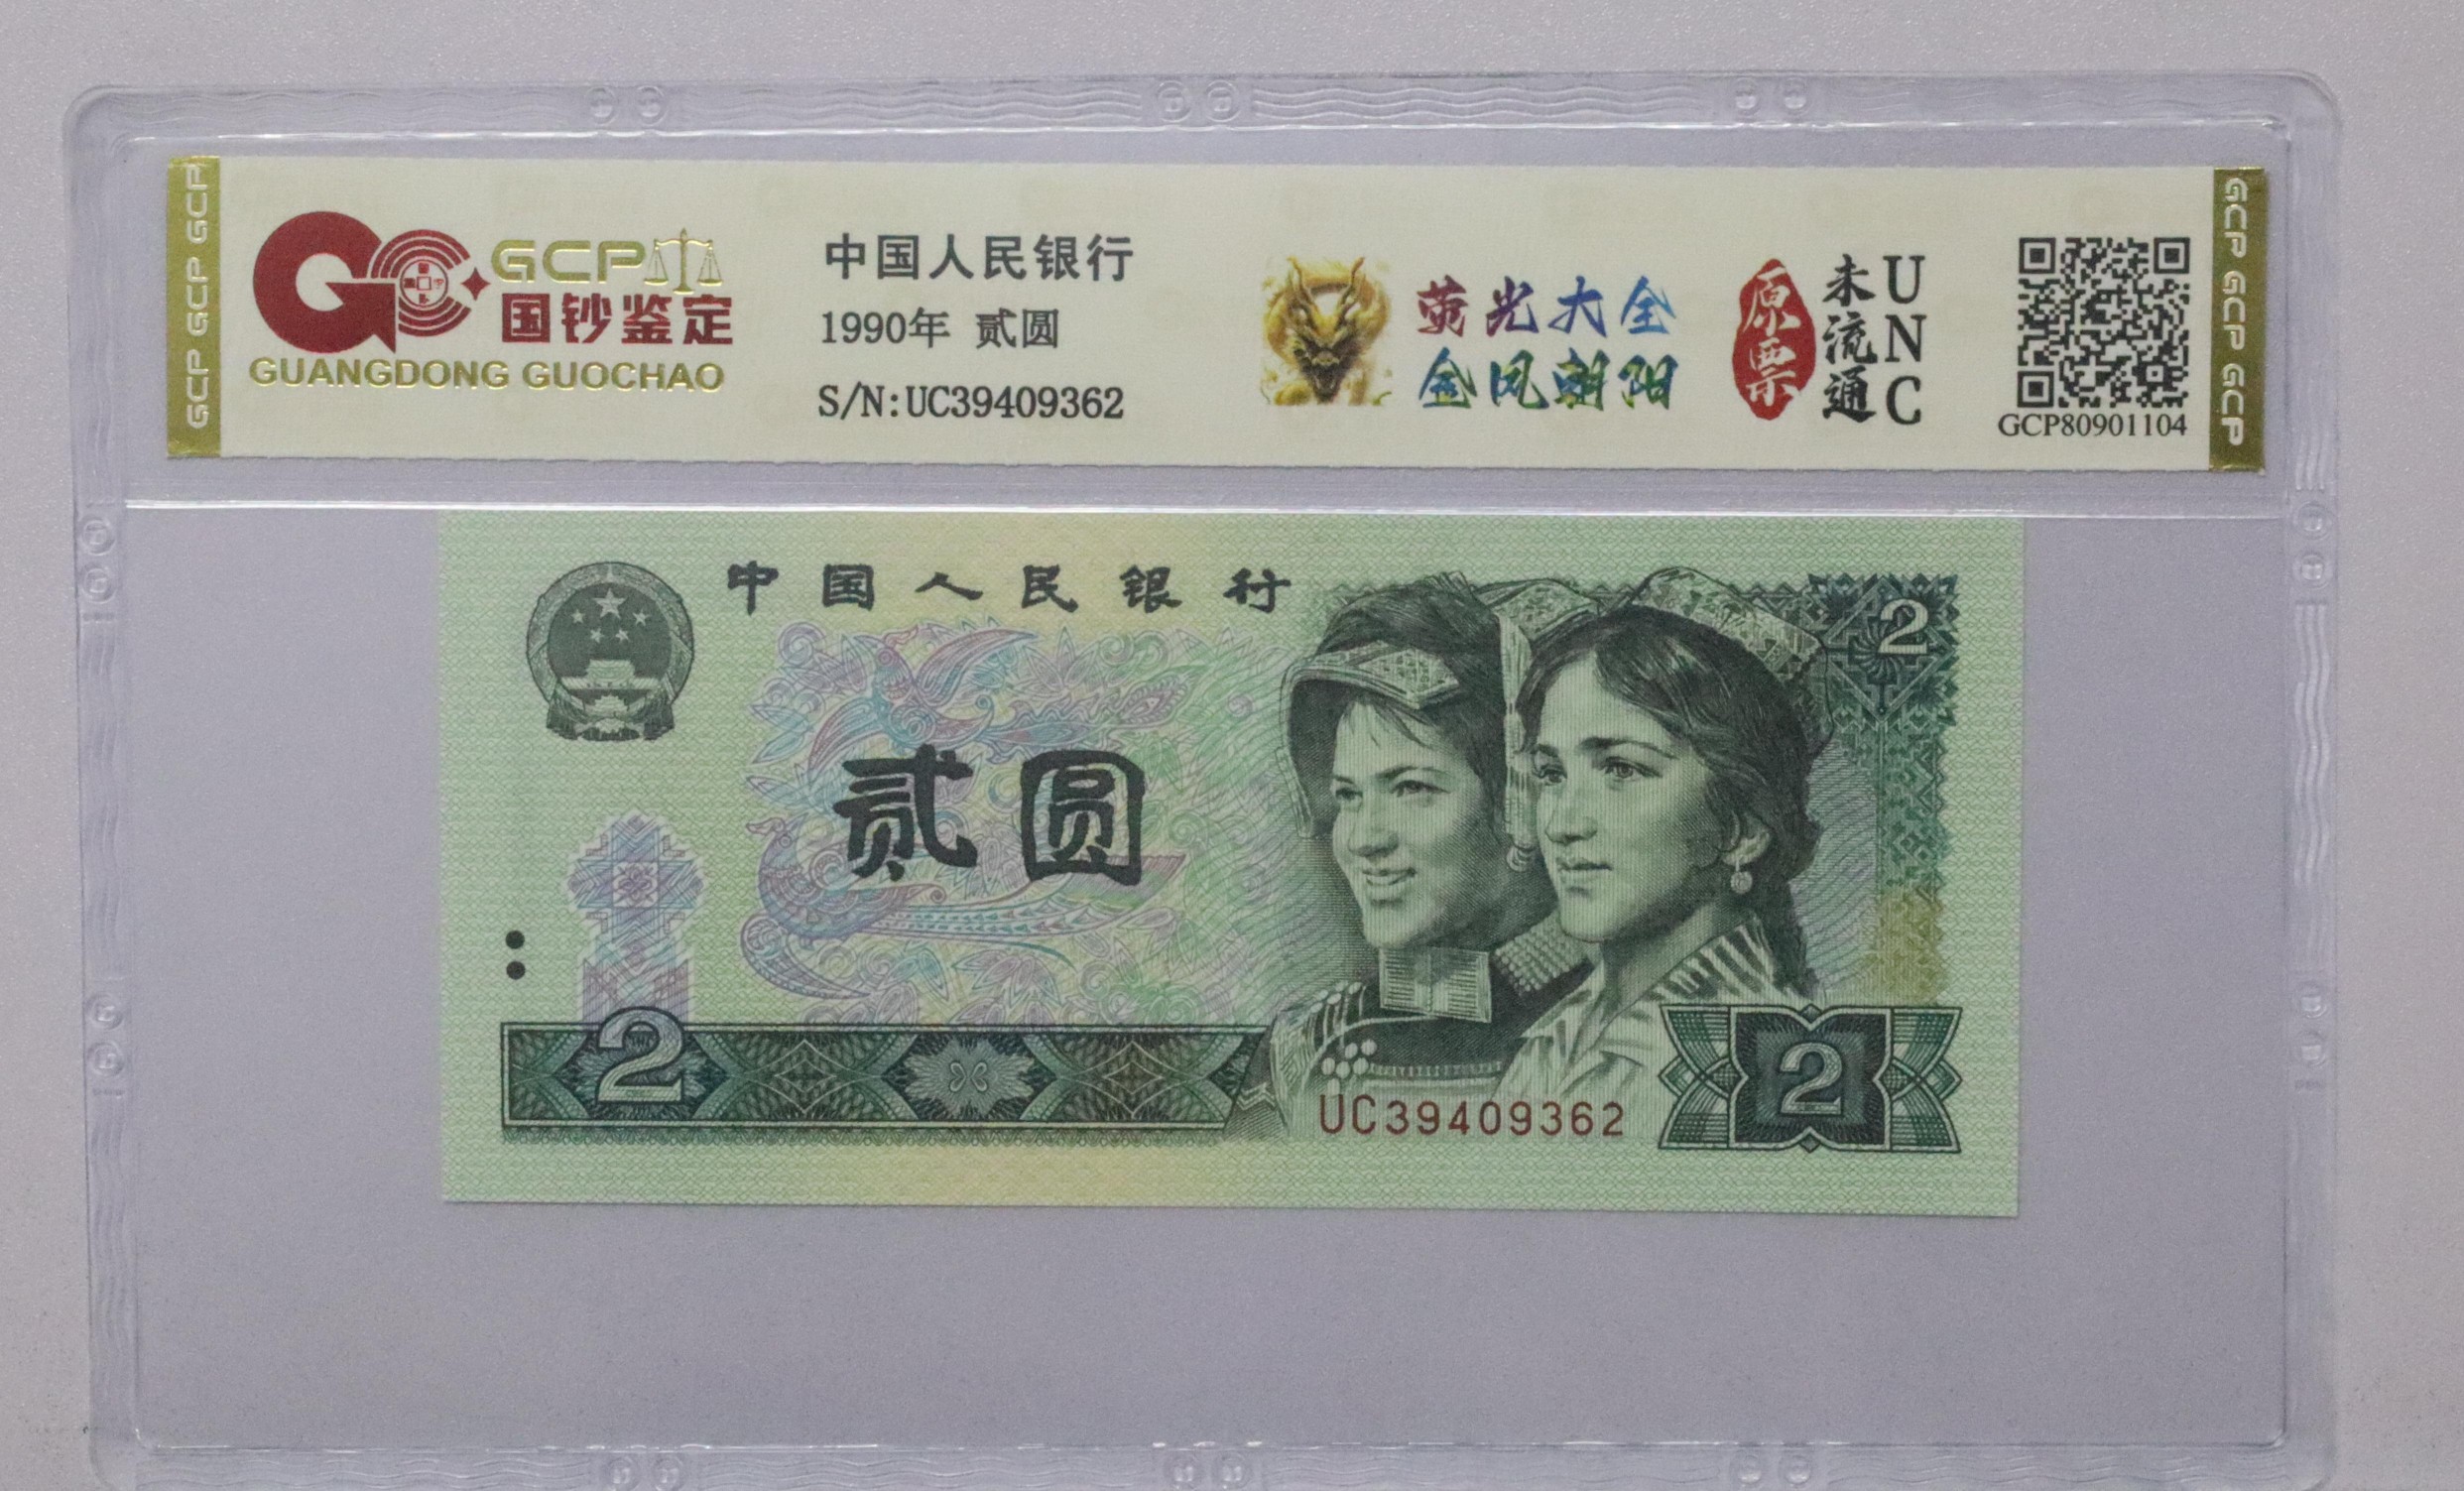 GCP GCP GCP
GCP
国钞鉴定
GUANGDONG GUOCHAO
中国人民银行
1990年 贰圆
S/N:UC39409362
荧光大全
金凤朝阳
原票
未流通
UNC
GCP80901104
GCP GCP GCP
中国人民银行
2
贰圆
2
UC39409362
2